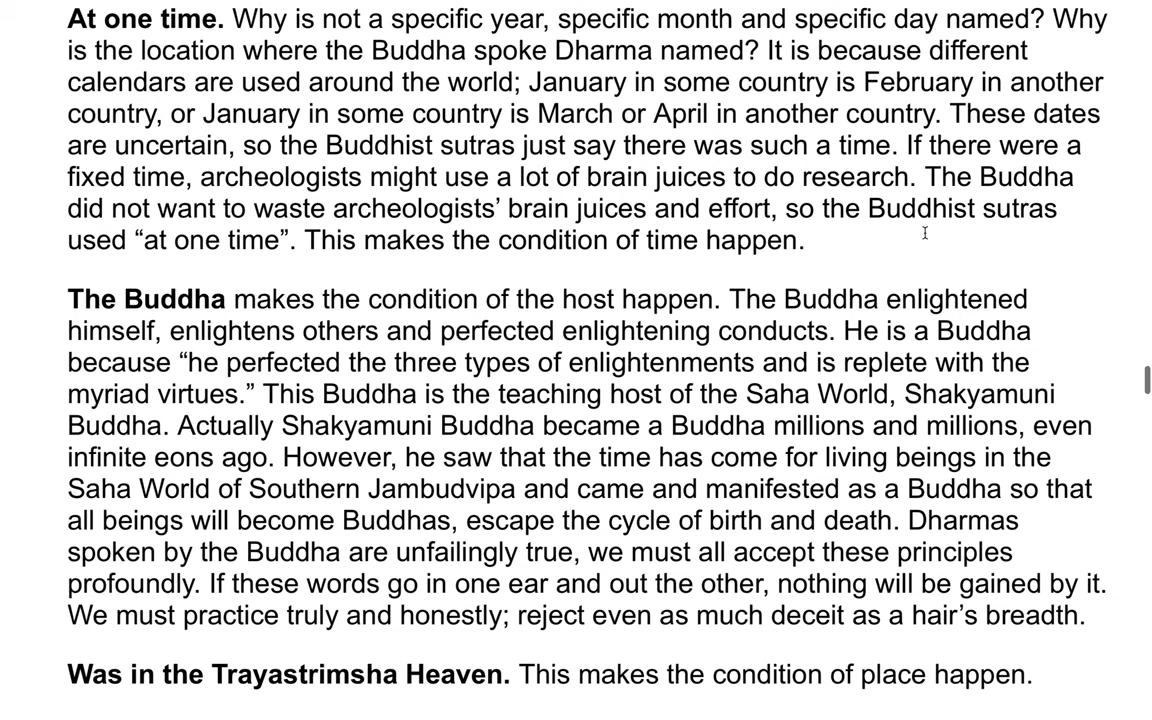 At one time. Why is not a specific year, specific month and specific day named? Why
is the location where the Buddha spoke Dharma named? It is because different
calendars are used around the world; January in some country is February in another
country, or January in some country is March or April in another country. These dates
are uncertain, so the Buddhist sutras just say there was such a time. If there were a
fixed time, archeologists might use a lot of brain juices to do research. The Buddha
did not want to waste archeologists’ brain juices and effort, so the Buddhist sutras
used “at one time”. This makes the condition of time happen.
The Buddha makes the condition of the host happen. The Buddha enlightened
himself, enlightens others and perfected enlightening conducts. He is a Buddha
because “he perfected the three types of enlightenments and is replete with the
myriad virtues.” This Buddha is the teaching host of the Saha World, Shakyamuni
Buddha. Actually Shakyamuni Buddha became a Buddha millions and millions, even
infinite eons ago. However, he saw that the time has come for living beings in the
Saha World of Southern Jambudvipa and came and manifested as a Buddha so that
all beings will become Buddhas, escape the cycle of birth and death. Dharmas
spoken by the Buddha are unfailingly true, we must all accept these principles
profoundly. If these words go in one ear and out the other, nothing will be gained by it.
We must practice truly and honestly; reject even as much deceit as a hair’s breadth.
Was in the Trayastrimsha Heaven. This makes the condition of place happen.